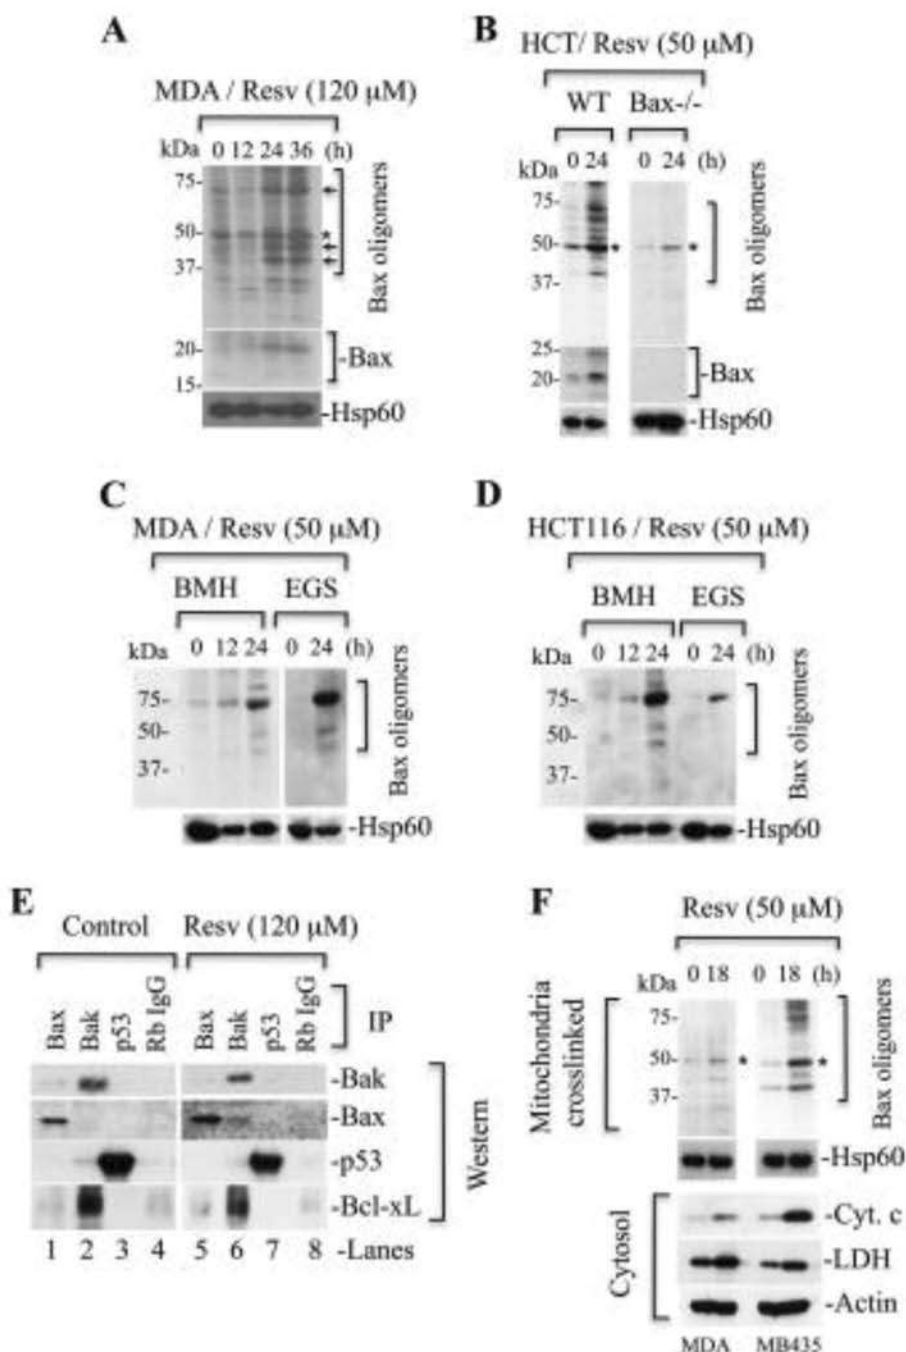 A
MDA / Resv (120 μM)
kDa 0 12 24 36 (h)
75-
50-
37-
*
Bax oligomers
20-
15-
-Bax
-Hsp60
B
HCT/ Resv (50 μM)
WT Bax-/-
kDa 0 24 0 24 (h)
75-
50-
37-
* *
Bax oligomers
25-
20-
-Bax
-Hsp60
C
MDA / Resv (50 μM)
BMH EGS
kDa 0 12 24 0 24 (h)
75-
50-
37-
Bax oligomers
-Hsp60
D
HCT116 / Resv (50 μM)
BMH EGS
kDa 0 12 24 0 24 (h)
75-
50-
37-
Bax oligomers
-Hsp60
E
Control Resv (120 μM)
Bax Bak p53 Rb IgG Bax Bak p53 Rb IgG IP
-Bak
-Bax
-p53
-Bcl-xL
Western
1 2 3 4 5 6 7 8 -Lanes
F
Resv (50 μM)
kDa 0 18 0 18 (h)
75-
50-
37-
* *
Mitochondria
crosslinked
Bax oligomers
-Hsp60
Cytosol
-Cyt. c
-LDH
-Actin
MDA MB435